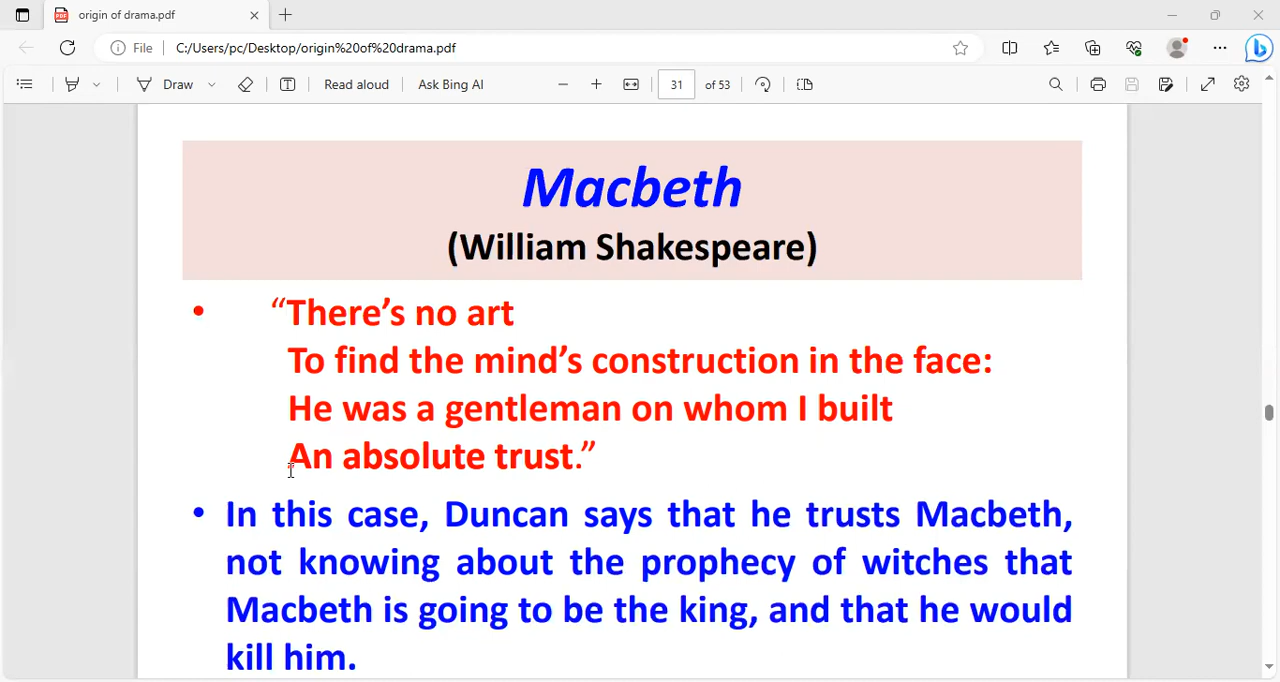 origin of drama.pdf
File C:/Users/pc/Desktop/origin%20of%20drama.pdf
Draw Read aloud Ask Bing AI 31 of 53
Macbeth
(William Shakespeare)
• “There’s no art
To find the mind’s construction in the face:
He was a gentleman on whom I built
An absolute trust.”
• In this case, Duncan says that he trusts Macbeth,
not knowing about the prophecy of witches that
Macbeth is going to be the king, and that he would
kill him.